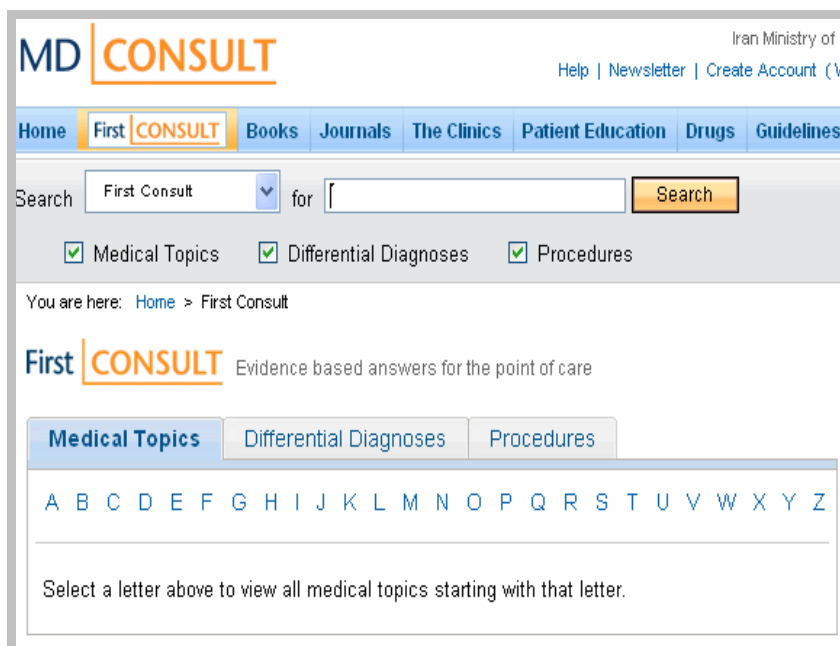 MD CONSULT
Iran Ministry of
Help | Newsletter | Create Account (
Home First CONSULT Books Journals The Clinics Patient Education Drugs Guidelines
Search First Consult for Search
Medical Topics Differential Diagnoses Procedures
You are here: Home > First Consult
First CONSULT Evidence based answers for the point of care
Medical Topics Differential Diagnoses Procedures
A B C D E F G H I J K L M N O P Q R S T U V W X Y Z
Select a letter above to view all medical topics starting with that letter.